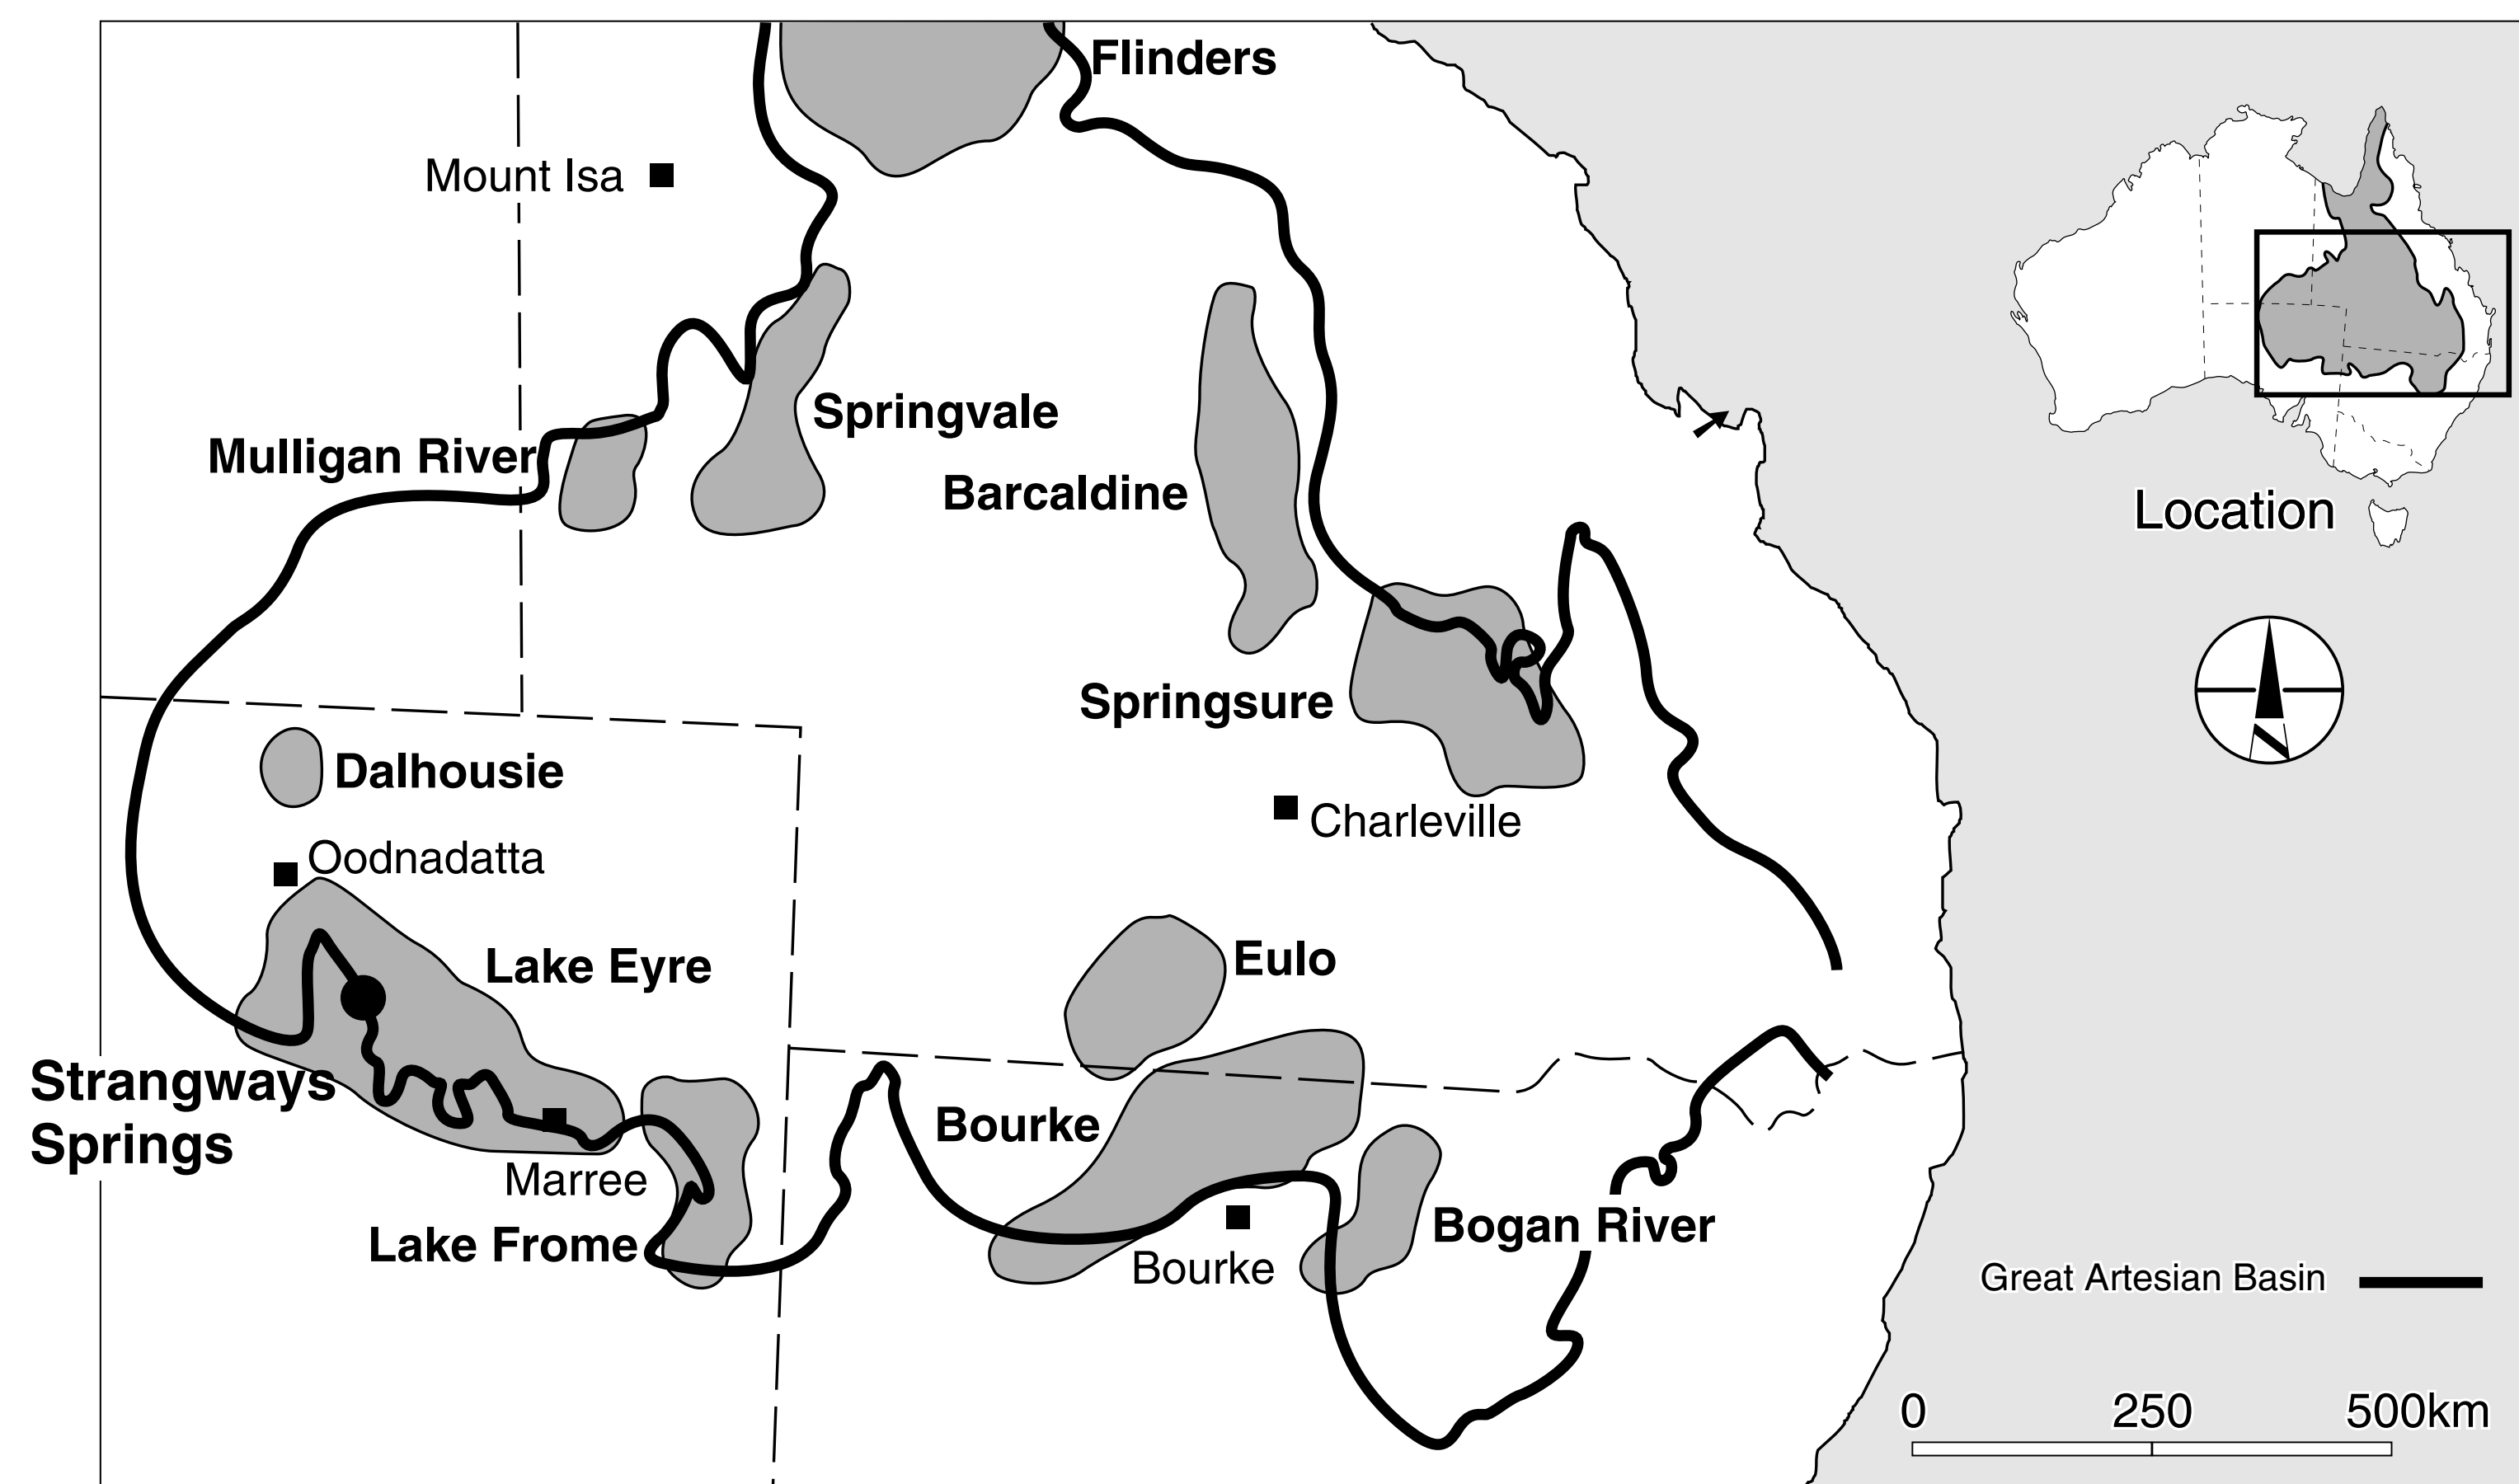 Flinders
Mount Isa
Springvale
Mulligan River
Barcaldine
Location
Springsure
N
Dalhousie
Charleville
Oodnadatta
Lake Eyre
Eulo
Strangways
Springs
Bourke
Marree
Lake Frome
Bogan River
Bourke
Great Artesian Basin
0 250 500km